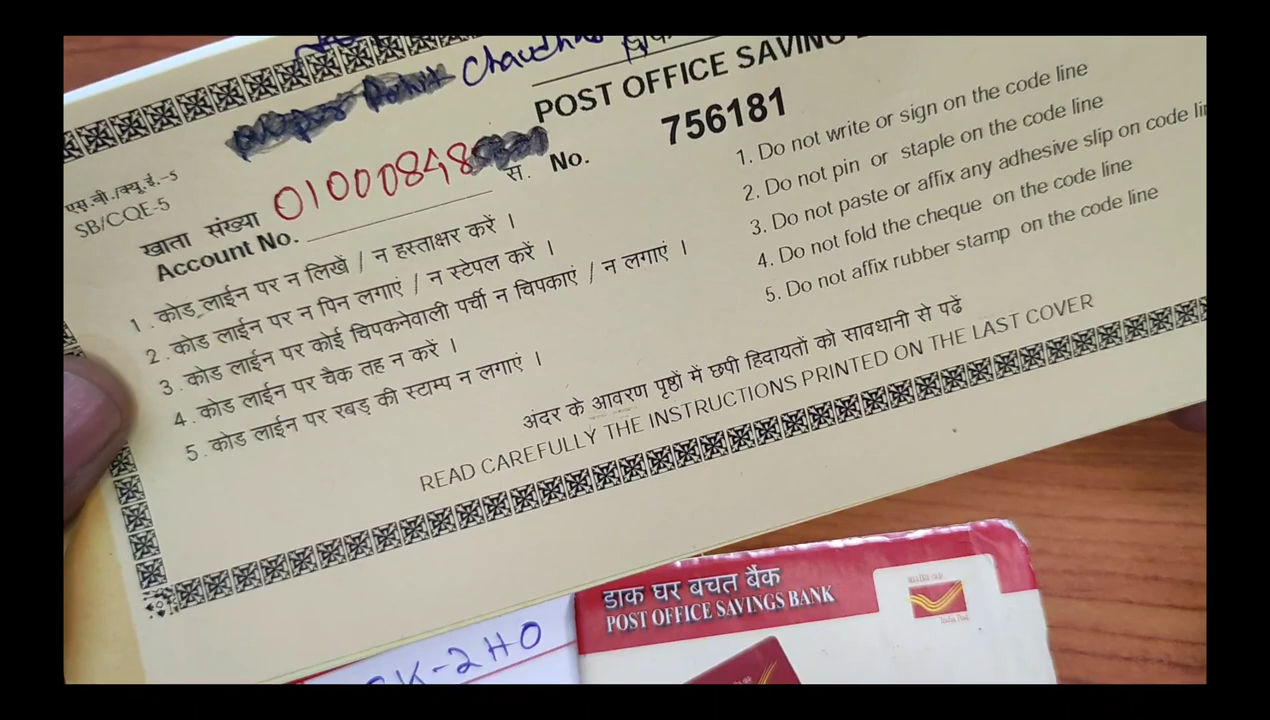 Chaudha
POST OFFICE SAVING
एस.बी./क्यू.ई.-5
SB/CQE-5
खाता संख्या 01000848
Account No.
स. No. 756181
1. कोड लाईन पर न लिखें / न हस्ताक्षर करें ।
2. कोड लाईन पर न पिन लगाएं / न स्टेपल करें ।
3. कोड लाईन पर कोई चिपकनेवाली पर्ची न चिपकाएं / न लगाएं ।
4. कोड लाईन पर चैक तह न करें ।
5. कोड लाईन पर रबड़ की स्टाम्प न लगाएं ।
1. Do not write or sign on the code line
2. Do not pin or staple on the code line
3. Do not paste or affix any adhesive slip on code li
4. Do not fold the cheque on the code line
5. Do not affix rubber stamp on the code line
अंदर के आवरण पृष्ठों में छपी हिदायतों को सावधानी से पढें
READ CAREFULLY THE INSTRUCTIONS PRINTED ON THE LAST COVER
डाक घर बचत बैंक
POST OFFICE SAVINGS BANK
India Post
K-2HO